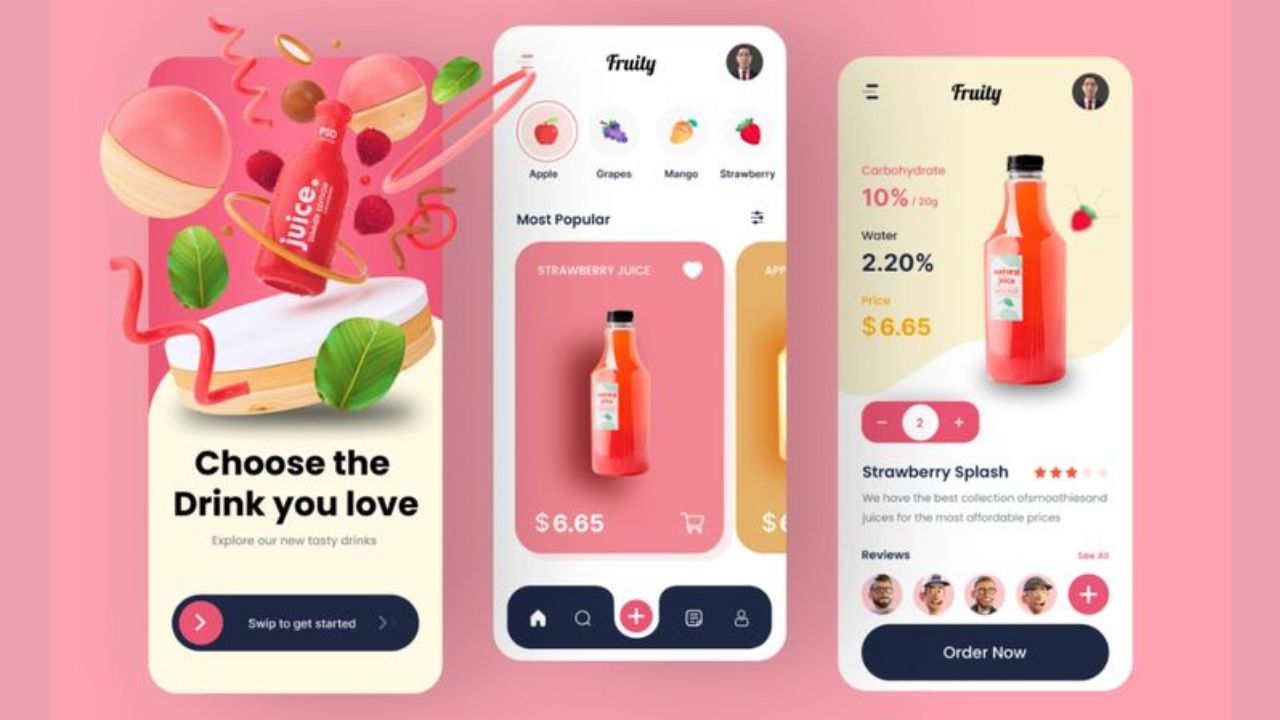 PSD
juice.
Choose the
Drink you love
Explore our new tasty drinks
Swip to get started
Fruity
Apple
Grapes
Mango
Strawberry
Most Popular
STRAWBERRY JUICE
APP
$6.65
$6
Fruity
Carbohydrate
10% / 20g
Water
2.20%
Price
$6.65
juice
2
Strawberry Splash
We have the best collection ofsmoothiesand
juices for the most affordable prices
Reviews
See All
Order Now